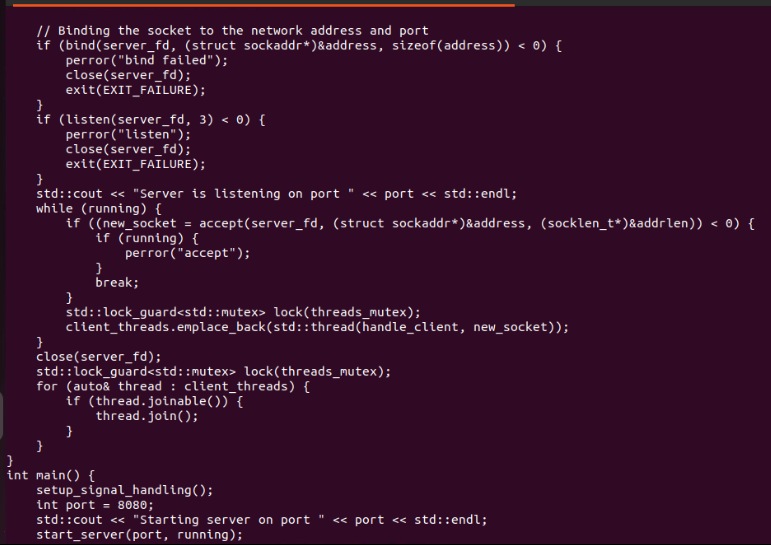 // Binding the socket to the network address and port
    if (bind(server_fd, (struct sockaddr*)&address, sizeof(address)) < 0) {
        perror("bind failed");
        close(server_fd);
        exit(EXIT_FAILURE);
    }
    if (listen(server_fd, 3) < 0) {
        perror("listen");
        close(server_fd);
        exit(EXIT_FAILURE);
    }
    std::cout << "Server is listening on port " << port << std::endl;
    while (running) {
        if ((new_socket = accept(server_fd, (struct sockaddr*)&address, (socklen_t*)&addrlen)) < 0) {
            if (running) {
                perror("accept");
            }
            break;
        }
        std::lock_guard<std::mutex> lock(threads_mutex);
        client_threads.emplace_back(std::thread(handle_client, new_socket));
    }
    close(server_fd);
    std::lock_guard<std::mutex> lock(threads_mutex);
    for (auto& thread : client_threads) {
        if (thread.joinable()) {
            thread.join();
        }
    }
}
int main() {
    setup_signal_handling();
    int port = 8080;
    std::cout << "Starting server on port " << port << std::endl;
    start_server(port, running);